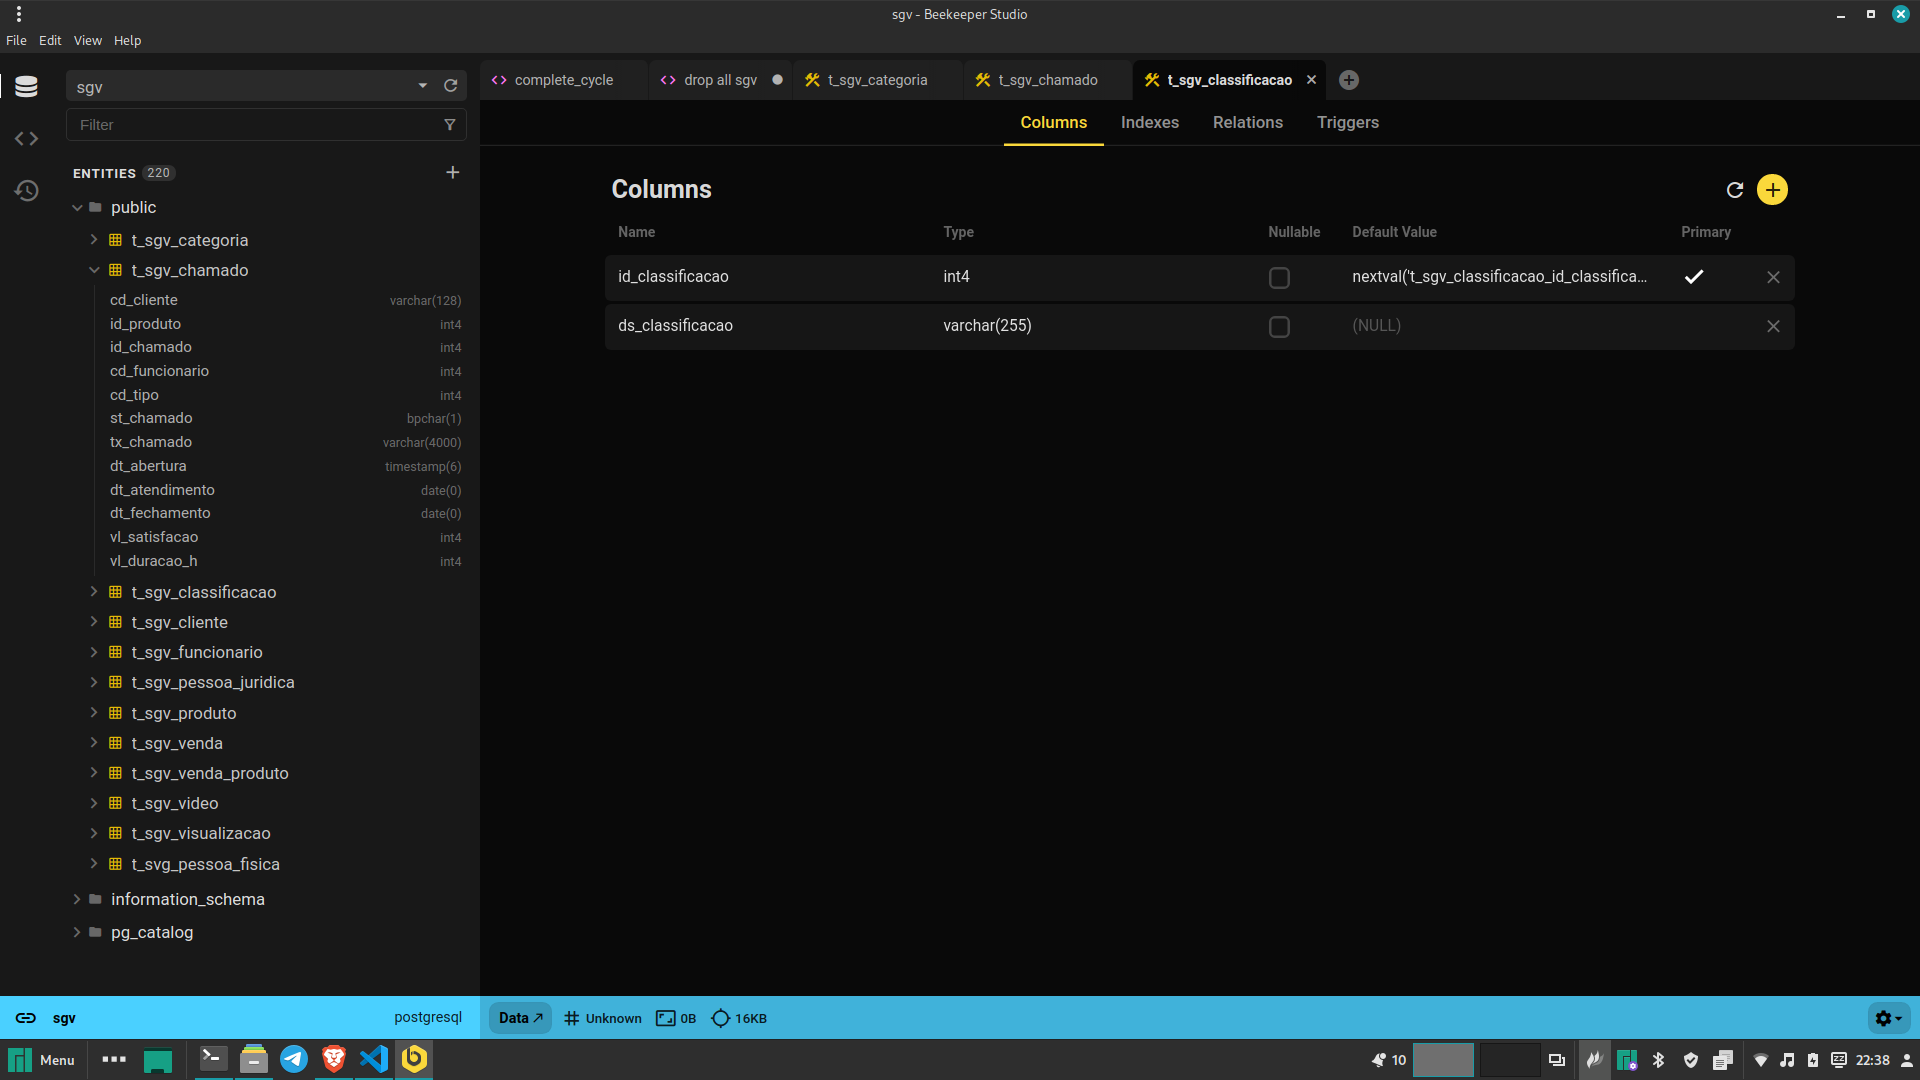 sgv - Beekeeper Studio
File Edit View Help
sgv
Filter
ENTITIES 220
public
t_sgv_categoria
t_sgv_chamado
cd_cliente varchar(128)
id_produto int4
id_chamado int4
cd_funcionario int4
cd_tipo int4
st_chamado bpchar(1)
tx_chamado varchar(4000)
dt_abertura timestamp(6)
dt_atendimento date(0)
dt_fechamento date(0)
vl_satisfacao int4
vl_duracao_h int4
t_sgv_classificacao
t_sgv_cliente
t_sgv_funcionario
t_sgv_pessoa_juridica
t_sgv_produto
t_sgv_venda
t_sgv_venda_produto
t_sgv_video
t_sgv_visualizacao
t_svg_pessoa_fisica
information_schema
pg_catalog
complete_cycle drop all sgv t_sgv_categoria t_sgv_chamado t_sgv_classificacao
Columns Indexes Relations Triggers
Columns
Name Type Nullable Default Value Primary
id_classificacao int4 nextval('t_sgv_classificacao_id_classifica...
ds_classificacao varchar(255) (NULL)
sgv postgresql Data Unknown 0B 16KB
Menu 10 22:38